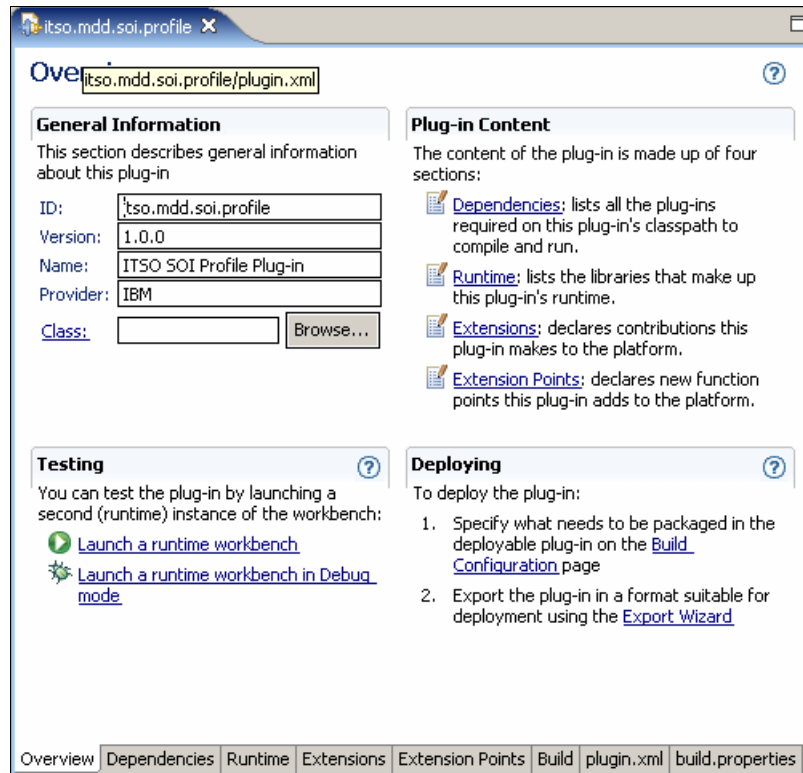 itso.mdd.soi.profile
Overvi
itso.mdd.soi.profile/plugin.xml
General Information
This section describes general information
about this plug-in
ID: itso.mdd.soi.profile
Version: 1.0.0
Name: ITSO SOI Profile Plug-in
Provider: IBM
Class: Browse...
Plug-in Content
The content of the plug-in is made up of four
sections:
Dependencies: lists all the plug-ins
required on this plug-in's classpath to
compile and run.
Runtime: lists the libraries that make up
this plug-in's runtime.
Extensions: declares contributions this
plug-in makes to the platform.
Extension Points: declares new function
points this plug-in adds to the platform.
Testing
You can test the plug-in by launching a
second (runtime) instance of the workbench:
Launch a runtime workbench
Launch a runtime workbench in Debug
mode
Deploying
To deploy the plug-in:
1. Specify what needs to be packaged in the
deployable plug-in on the Build
Configuration page
2. Export the plug-in in a format suitable for
deployment using the Export Wizard
Overview Dependencies Runtime Extensions Extension Points Build plugin.xml build.properties